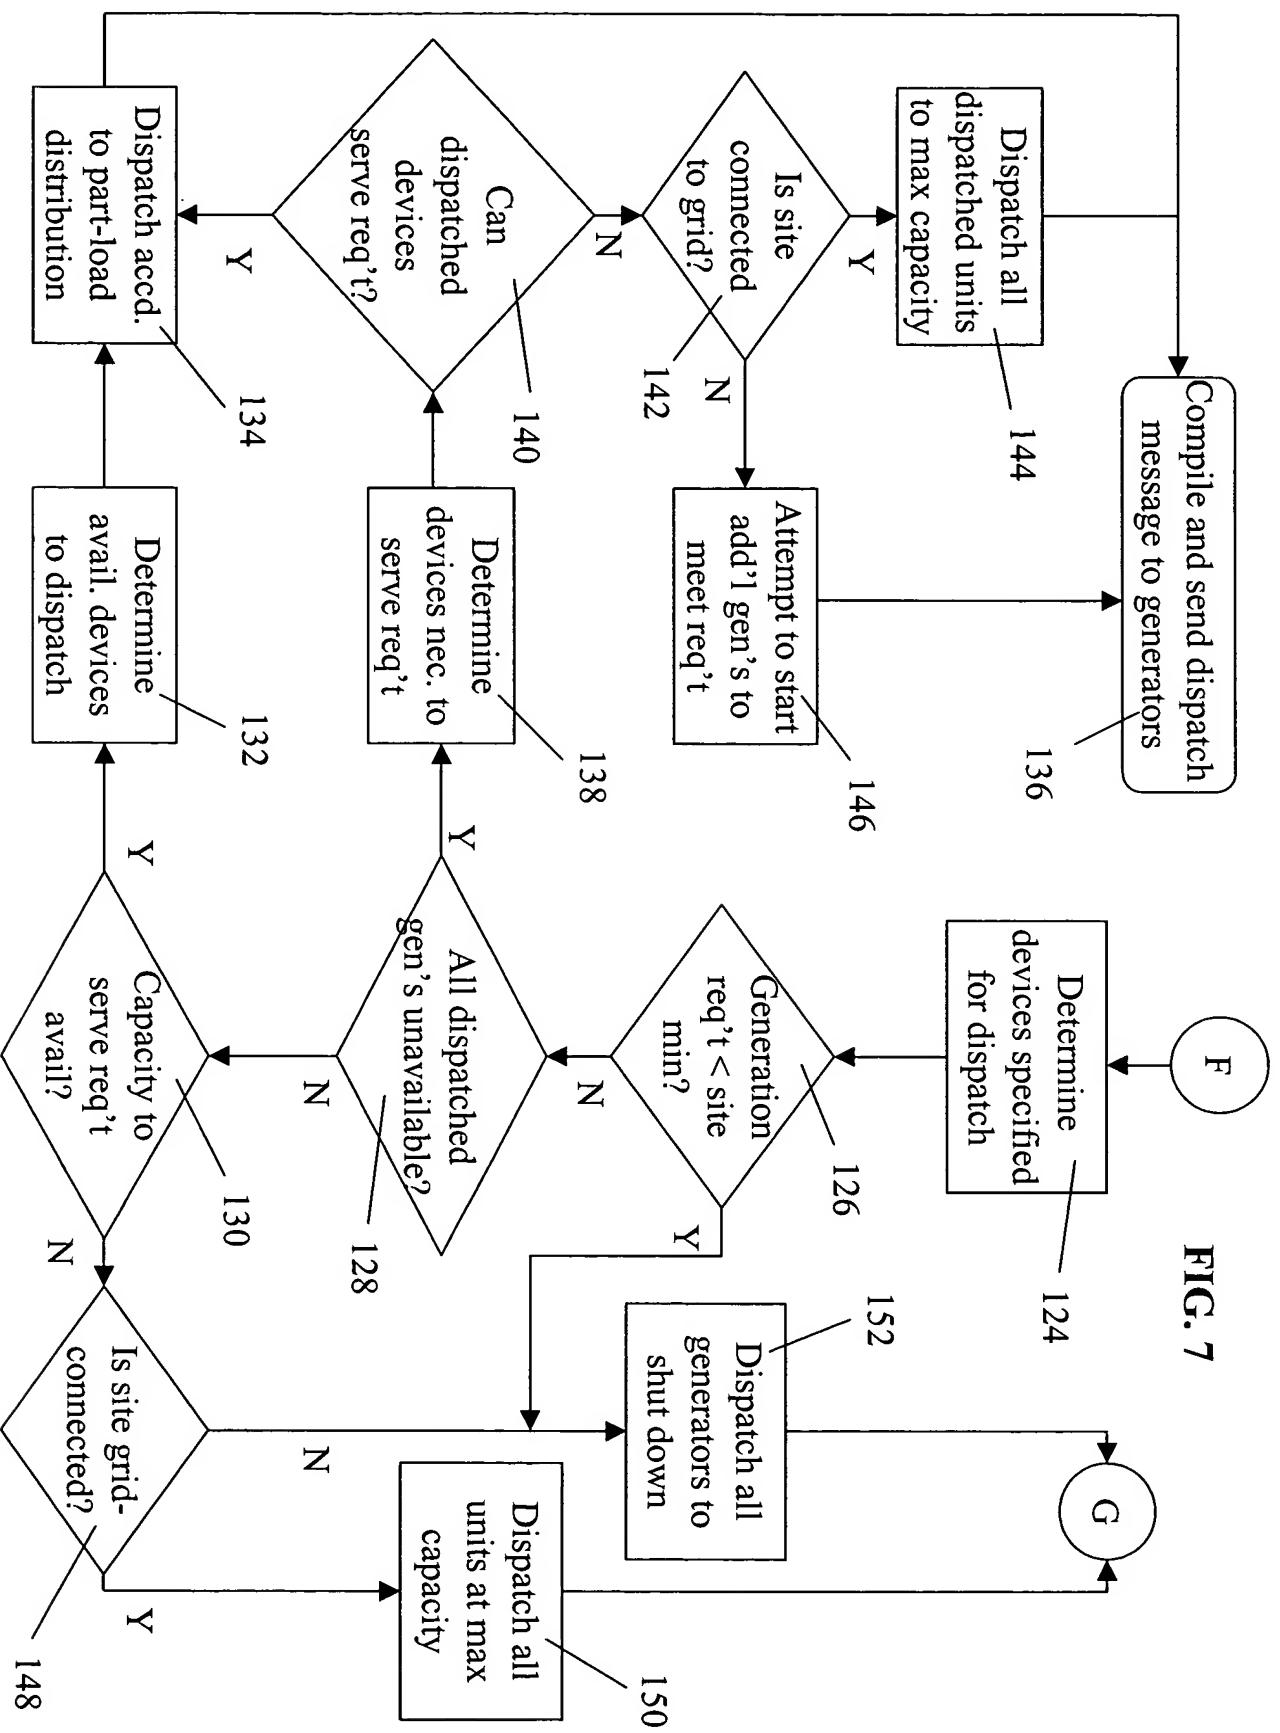 FIG. 7
F
Determine
devices specified
for dispatch
124
Generation
req't < site
min?
126
Y
N
All dispatched
gen's unavailable?
128
Y
N
Capacity to
serve req't
avail?
130
Y
N
Is site grid-
connected?
148
N
Y
Dispatch all
generators to
shut down
152
Dispatch all
units at max
capacity
150
G
Determine
avail. devices
to dispatch
132
Dispatch accd.
to part-load
distribution
134
Determine
devices nec. to
serve req't
138
Can
dispatched
devices
serve req't?
140
Y
N
Is site
connected
to grid?
142
Y
N
Dispatch all
dispatched units
to max capacity
144
Attempt to start
add'l gen's to
meet req't
146
Compile and send dispatch
message to generators
136